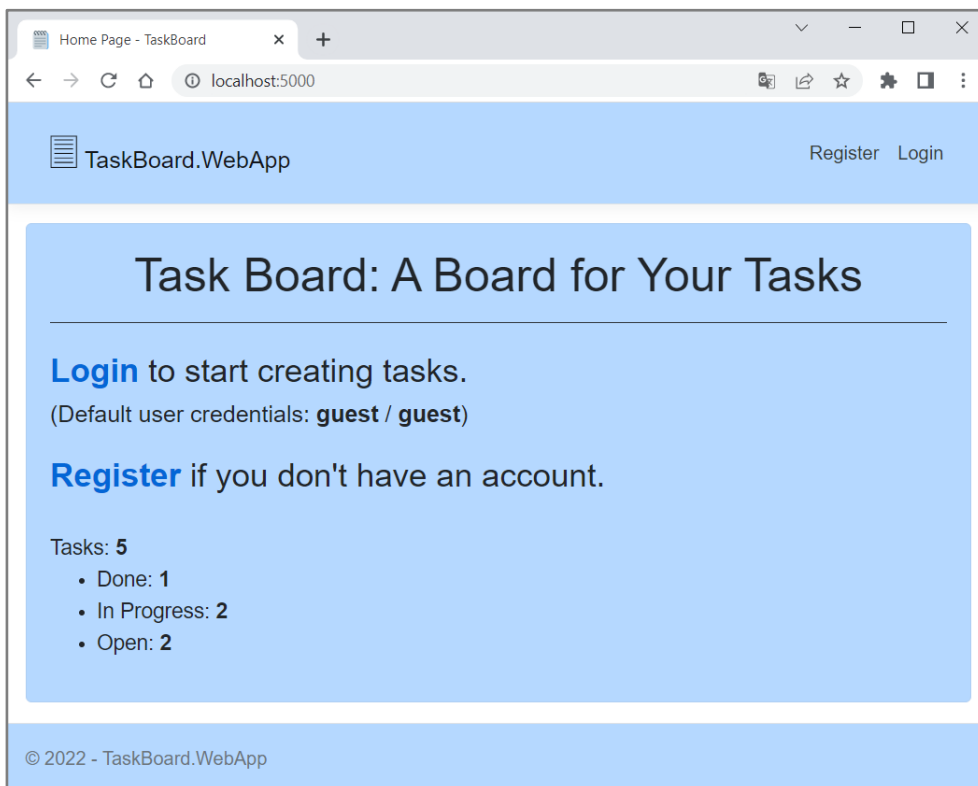 Home Page - TaskBoard
localhost:5000
TaskBoard.WebApp
Register Login
Task Board: A Board for Your Tasks
Login to start creating tasks.
(Default user credentials: guest / guest)
Register if you don't have an account.
Tasks: 5
• Done: 1
• In Progress: 2
• Open: 2
© 2022 - TaskBoard.WebApp